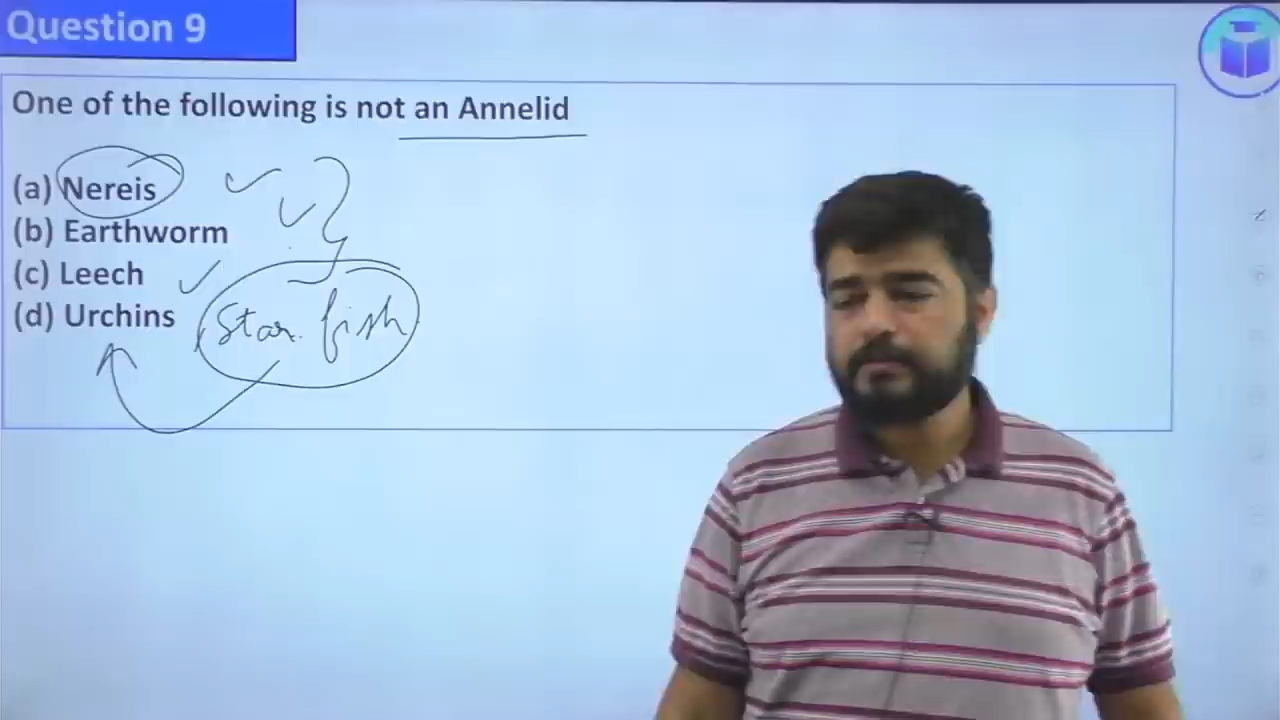 Question 9
One of the following is not an Annelid
(a) Nereis
(b) Earthworm
(c) Leech
(d) Urchins
Star fish